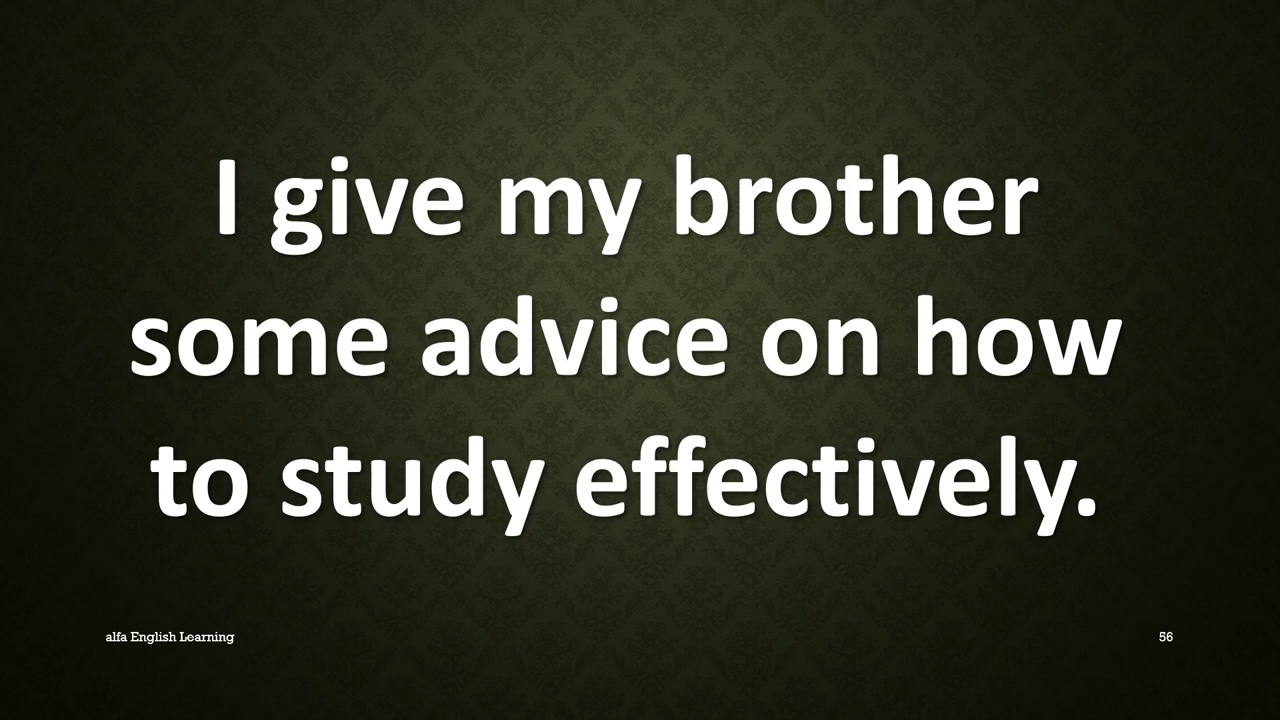 I give my brother
some advice on how
to study effectively.
alfa English Learning
56